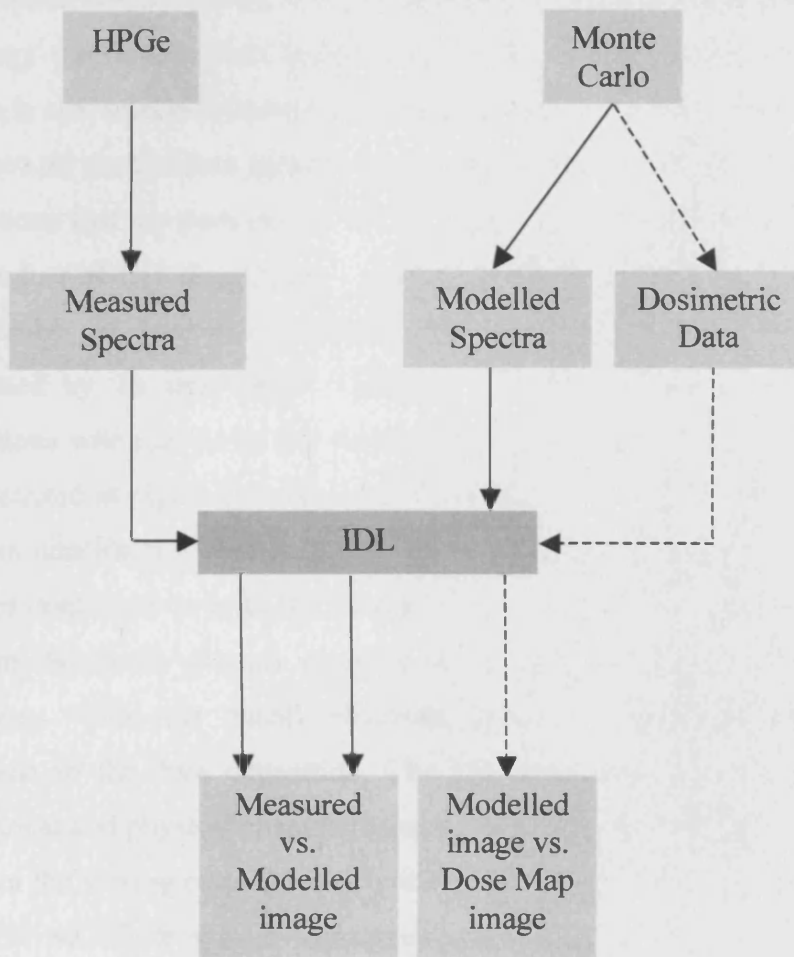 HPGe
Monte
Carlo
Measured
Spectra
Modelled
Spectra
Dosimetric
Data
IDL
Measured
vs.
Modelled
image
Modelled
image vs.
Dose Map
image